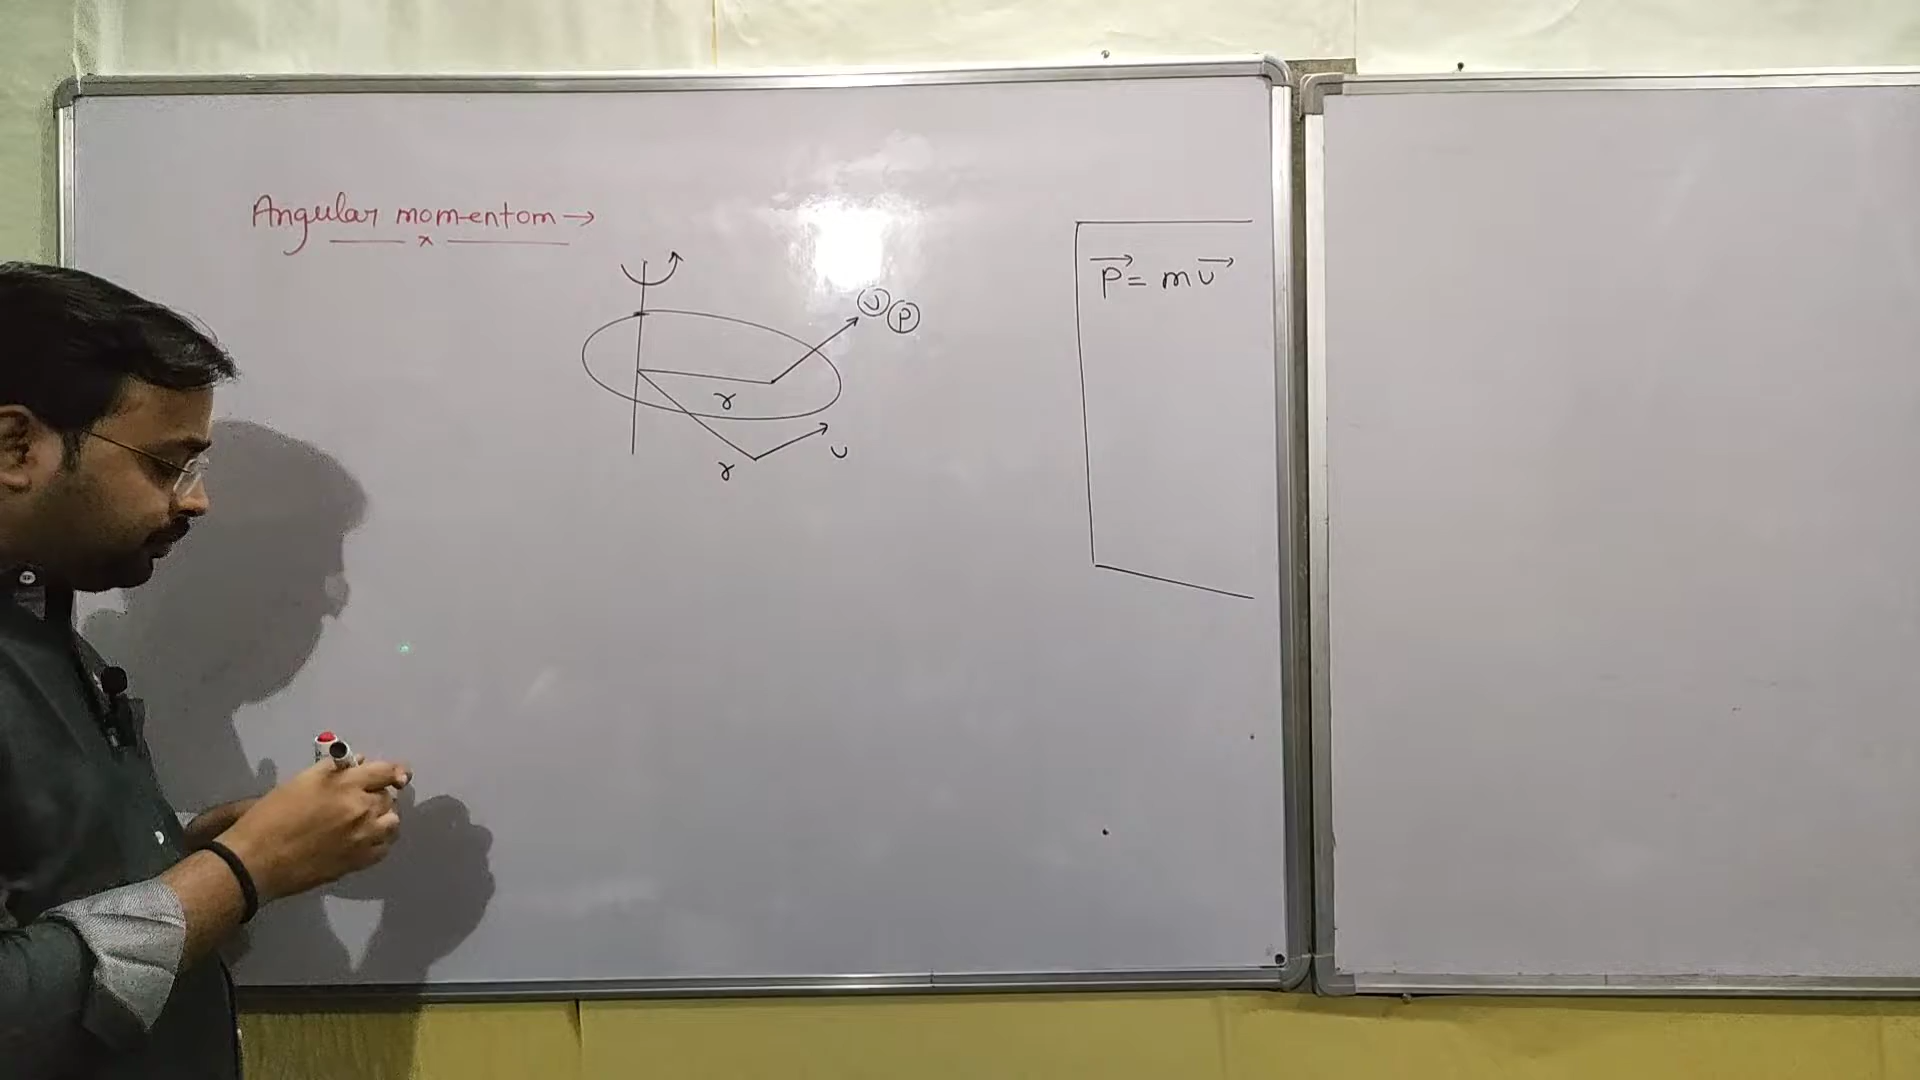 Angular momentom →
v p
r
r v
p = mv